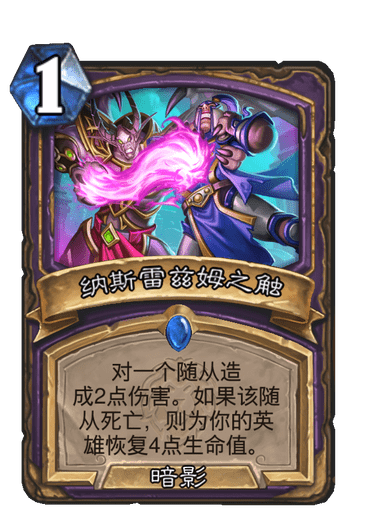 1
纳斯雷兹姆之触
对一个随从造
成2点伤害。如果该随
从死亡，则为你的英
雄恢复4点生命值。
暗影